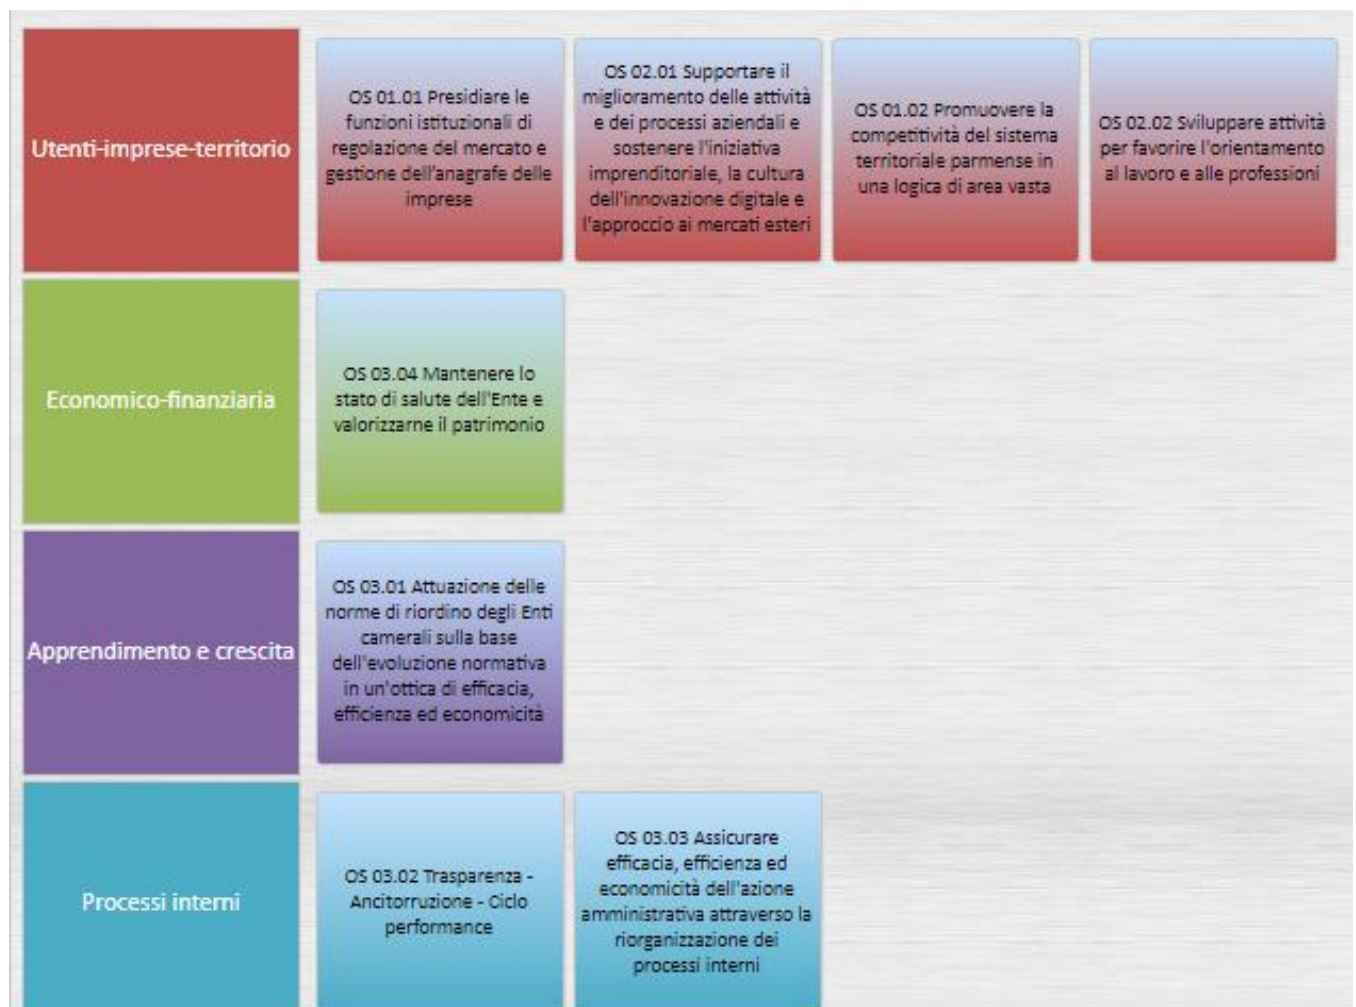 Utenti-imprese-territorio
OS 01.01 Presidiare le
funzioni istituzionali di
regolazione del mercato e
gestione dell'anagrafe delle
imprese
OS 02.01 Supportare il
miglioramento delle attività
e dei processi aziendali e
sostenere l'iniziativa
imprenditoriale, la cultura
dell'innovazione digitale e
l'approccio ai mercati esteri
OS 01.02 Promuovere la
competitività del sistema
territoriale parmense in
una logica di area vasta
OS 02.02 Sviluppare attività
per favorire l'orientamento
al lavoro e alle professioni
Economico-finanziaria
OS 03.04 Mantenere lo
stato di salute dell'Ente e
valorizzarne il patrimonio
Apprendimento e crescita
OS 03.01 Attuazione delle
norme di riordino degli Enti
camerali sulla base
dell'evoluzione normativa
in un'ottica di efficacia,
efficienza ed economicità
Processi interni
OS 03.02 Trasparenza -
Ancitorruzione - Ciclo
performance
OS 03.03 Assicurare
efficacia, efficienza ed
economicità dell'azione
amministrativa attraverso la
riorganizzazione dei
processi interni